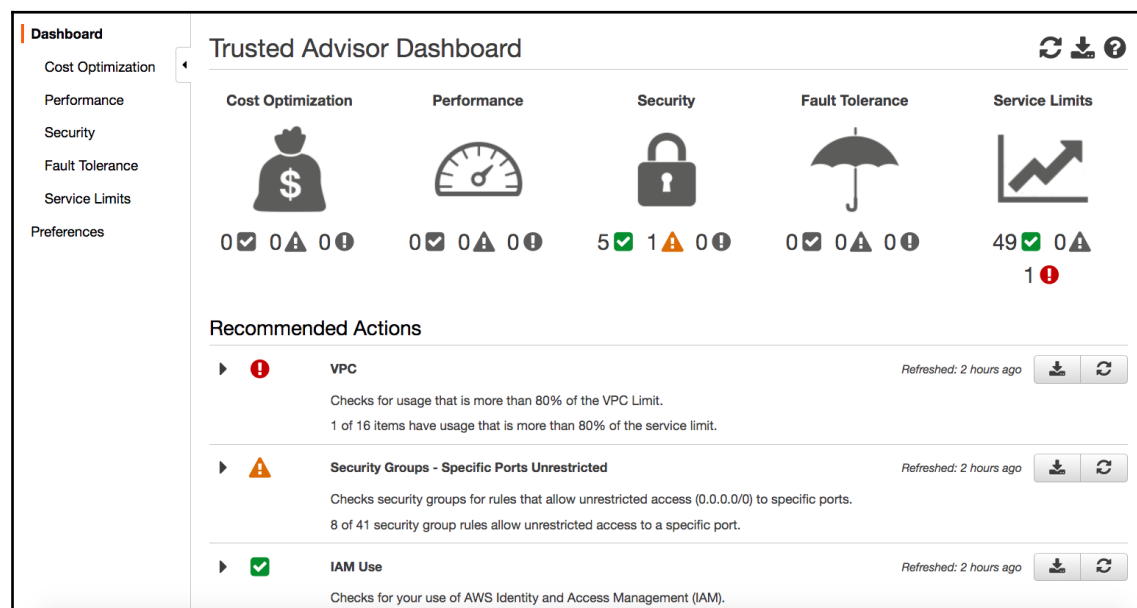 Dashboard
Cost Optimization
Performance
Security
Fault Tolerance
Service Limits
Preferences
Trusted Advisor Dashboard
Cost Optimization
Performance
Security
Fault Tolerance
Service Limits
$
0 0 0
0 0 0
5 1 0
0 0 0
49 0
1
Recommended Actions
VPC
Refreshed: 2 hours ago
Checks for usage that is more than 80% of the VPC Limit.
1 of 16 items have usage that is more than 80% of the service limit.
Security Groups - Specific Ports Unrestricted
Refreshed: 2 hours ago
Checks security groups for rules that allow unrestricted access (0.0.0.0/0) to specific ports.
8 of 41 security group rules allow unrestricted access to a specific port.
IAM Use
Refreshed: 2 hours ago
Checks for your use of AWS Identity and Access Management (IAM).